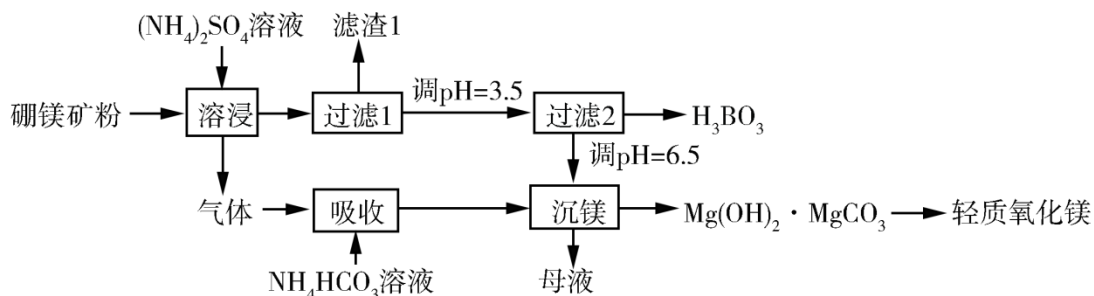 (NH₄)₂SO₄溶液
滤渣1
硼镁矿粉
溶浸
过滤1
调pH=3.5
过滤2
H₃BO₃
调pH=6.5
气体
吸收
沉镁
Mg(OH)₂・MgCO₃
轻质氧化镁
NH₄HCO₃溶液
母液